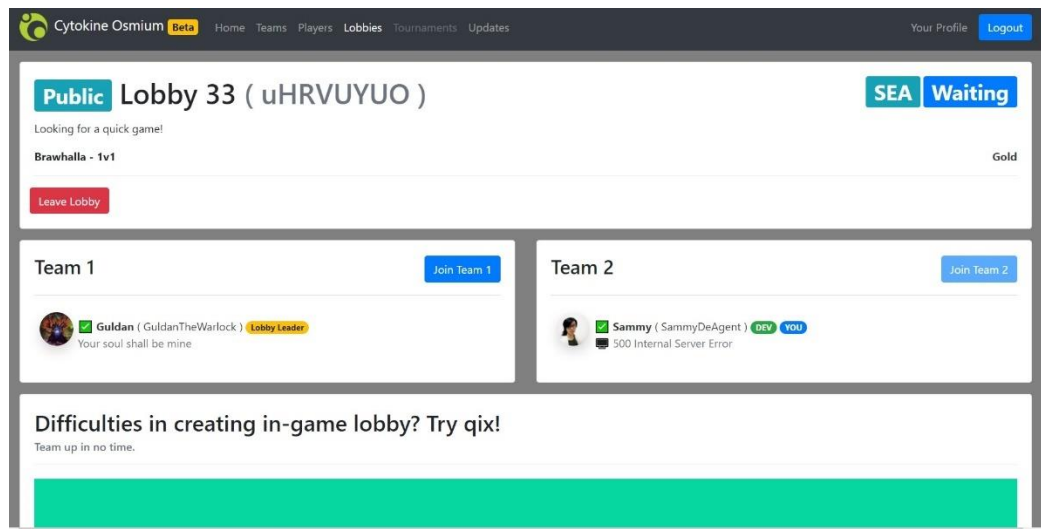 Cytokine Osmium Beta Home Teams Players Lobbies Tournaments Updates Your Profile Logout
Public Lobby 33 ( uHRVUYUO ) SEA Waiting
Looking for a quick game!
Brawhalla - 1v1 Gold
Leave Lobby
Team 1 Join Team 1
Guldan ( GuldanTheWarlock ) Lobby Leader
Your soul shall be mine
Team 2 Join Team 2
Sammy ( SammyDeAgent ) DEV YOU
500 Internal Server Error
Difficulties in creating in-game lobby? Try qix!
Team up in no time.